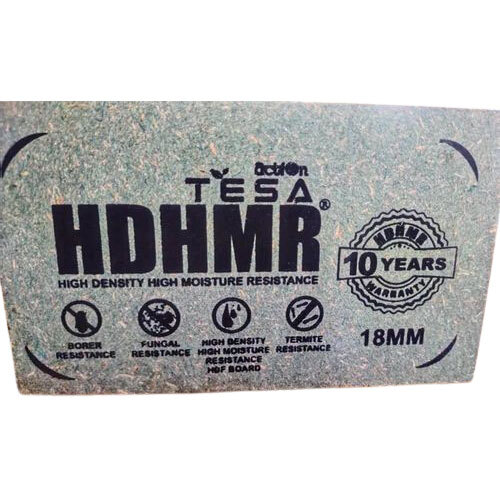 action
TESA
HDHMR®
HIGH DENSITY HIGH MOISTURE RESISTANCE
HDHMR
10 YEARS
WARRANTY
BORER
RESISTANCE
FUNGAL
RESISTANCE
HIGH DENSITY
HIGH MOISTURE
RESISTANCE
HDF BOARD
TERMITE
RESISTANCE
18MM